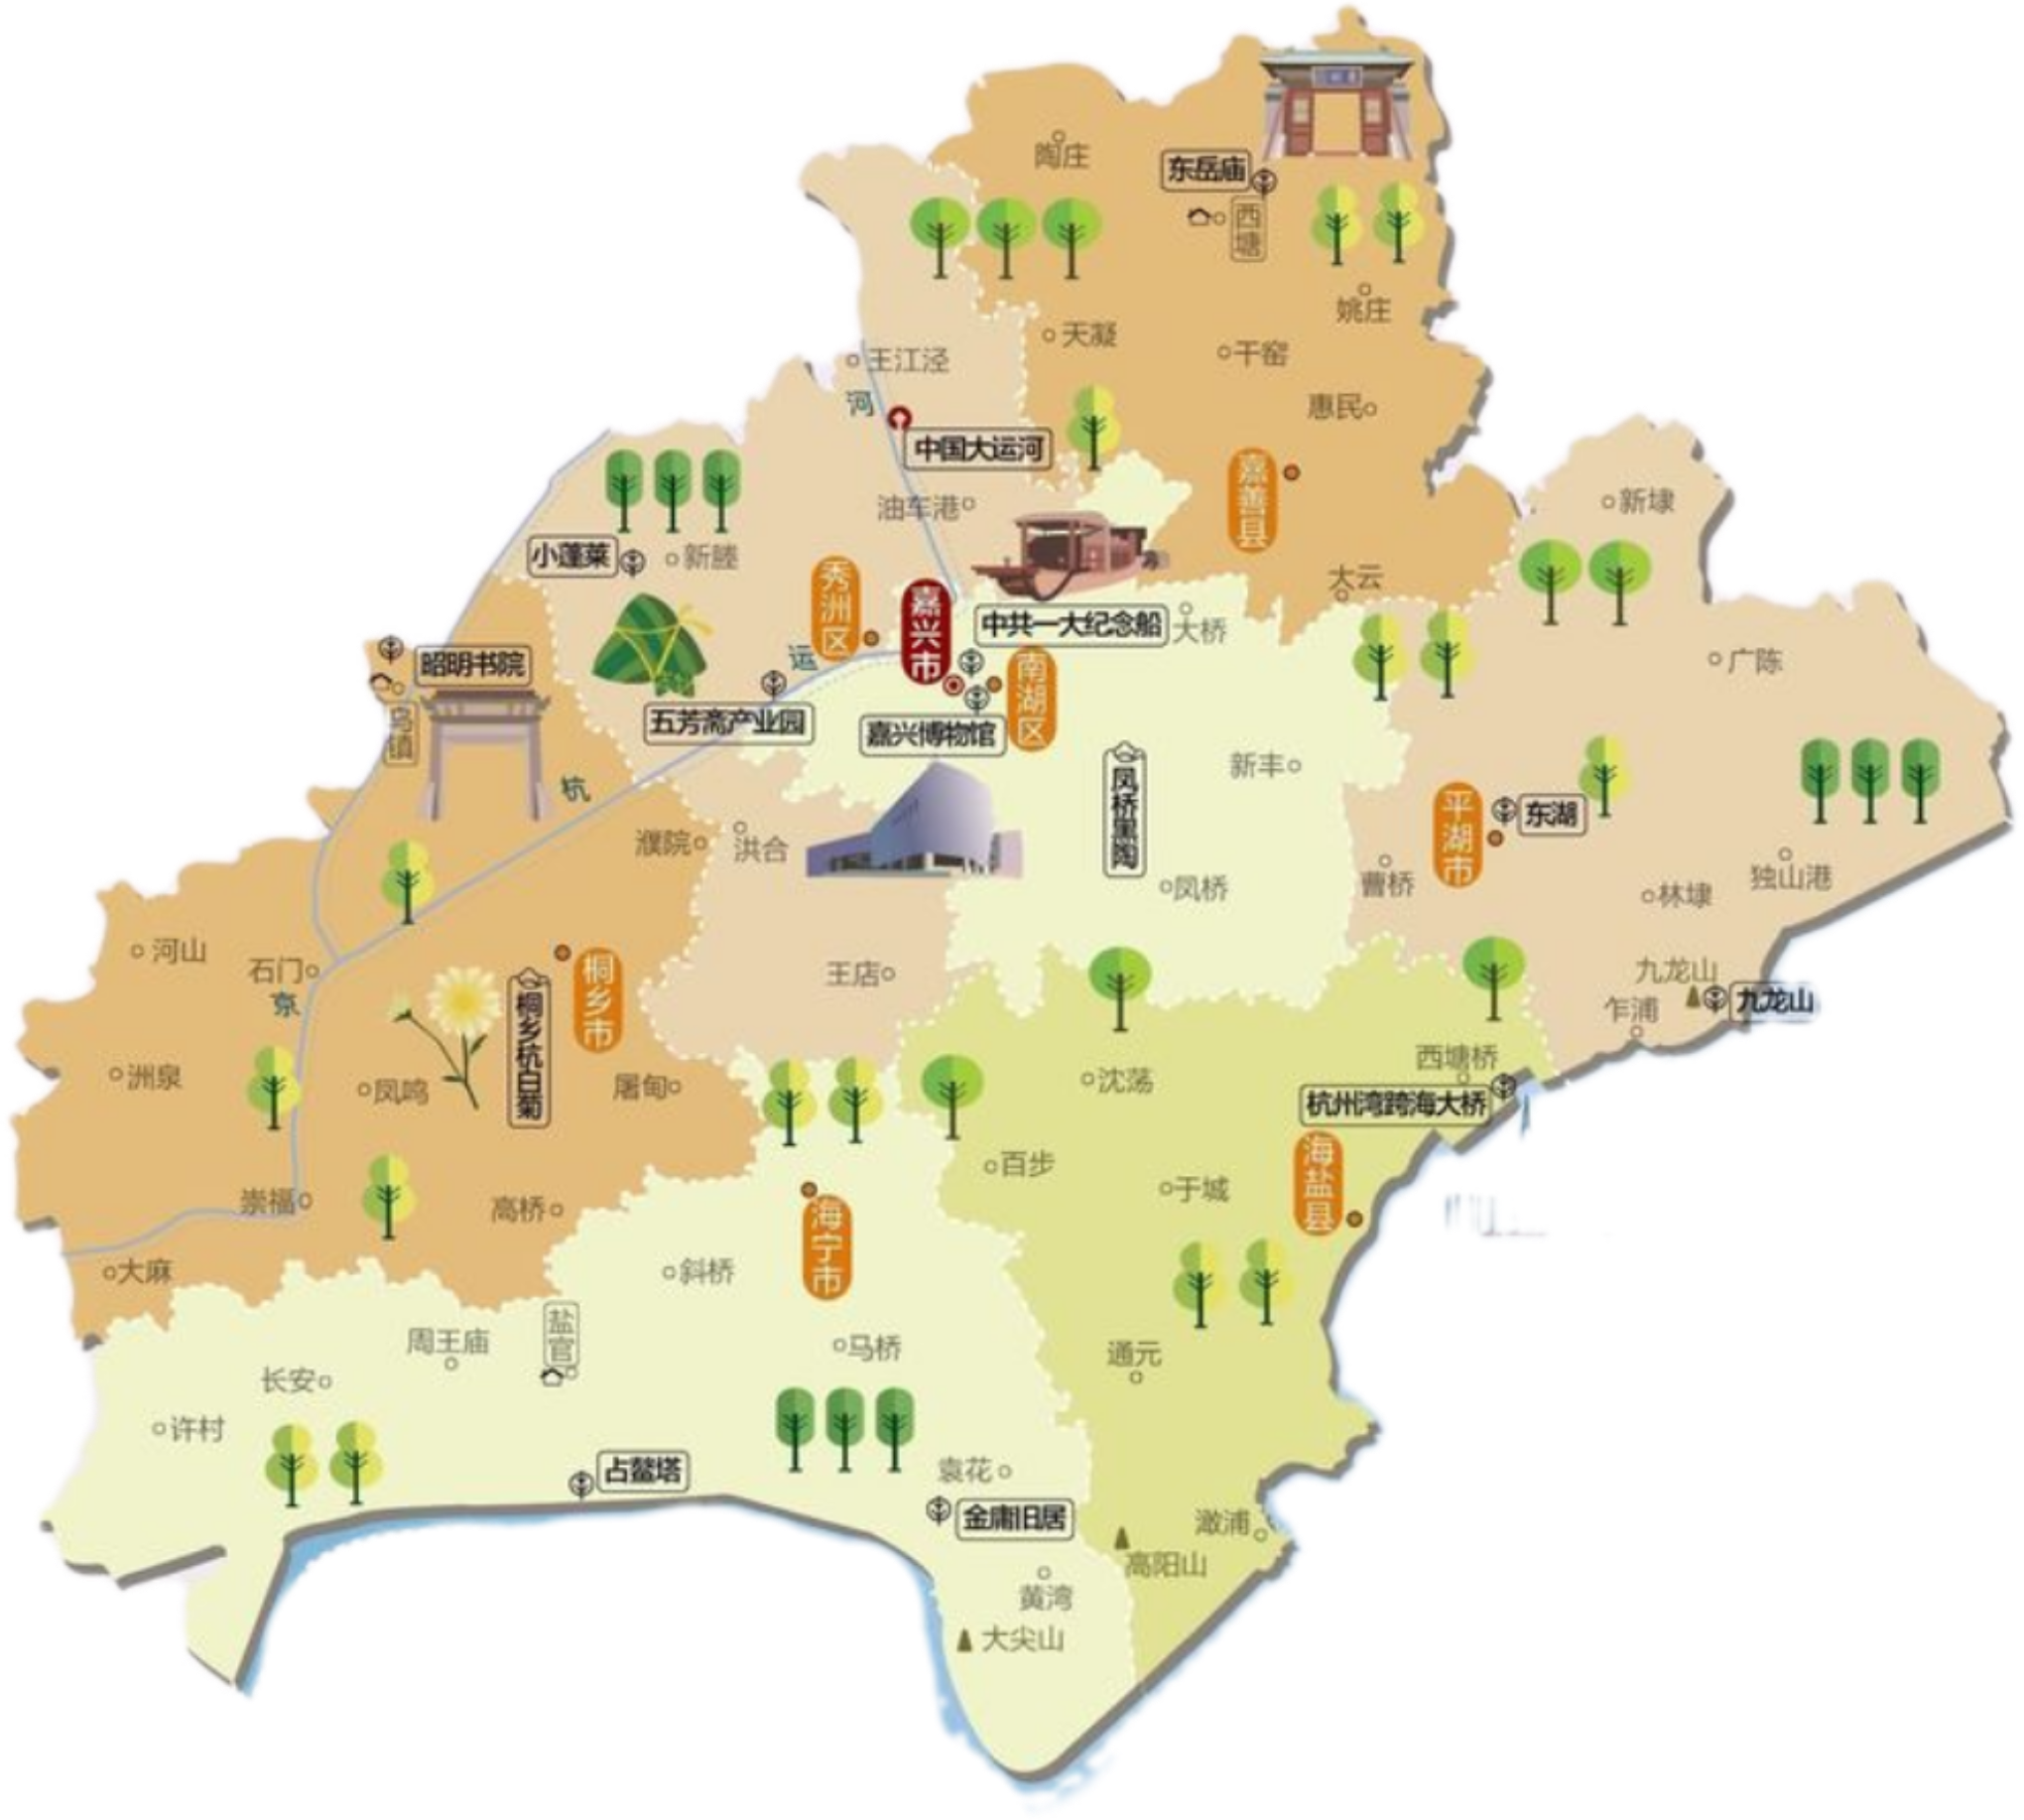 陶庄
东岳庙
西塘
姚庄
天凝
干窑
王江泾
惠民
河
中国大运河
嘉善县
油车港
新埭
小蓬莱
新塍
秀洲区
嘉兴市
大云
中共一大纪念船
大桥
运
昭明书院
南湖区
广陈
乌镇
五芳斋产业园
嘉兴博物馆
杭
凤桥里陶
新丰
平湖市
东湖
濮院
洪合
凤桥
曹桥
林埭
独山港
河山
石门
京
桐乡市
桐乡杭白菊
王店
九龙山
九龙山
乍浦
洲泉
凤鸣
屠甸
沈荡
西塘桥
杭州湾跨海大桥
海盐县
百步
于城
崇福
高桥
海宁市
大麻
斜桥
周王庙
盐官
马桥
通元
长安
许村
占鳌塔
袁花
金庸旧居
澉浦
高阳山
黄湾
大尖山